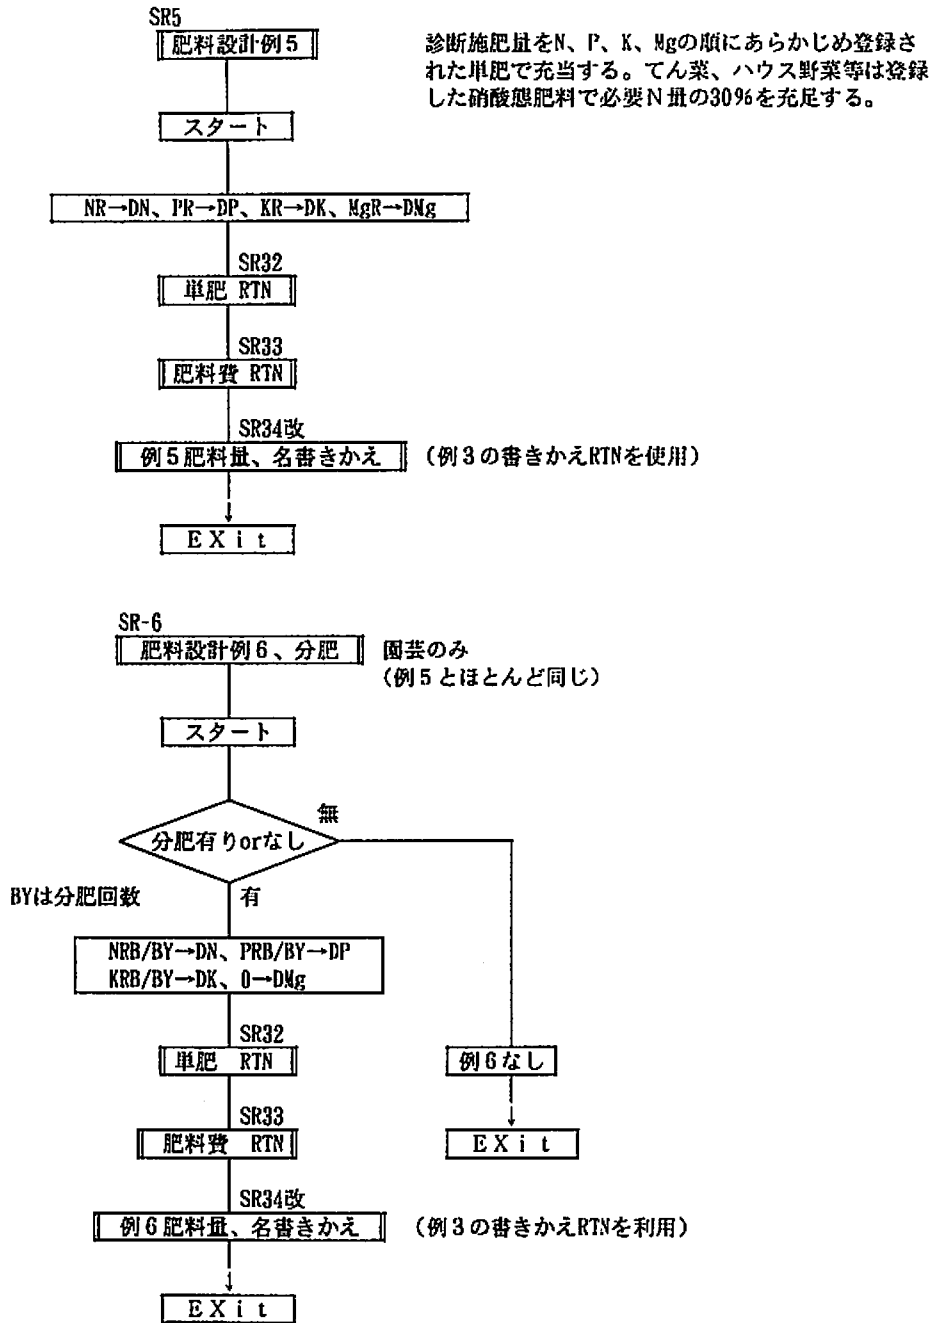 SR5
肥料設計例5
診断施肥量をN、P、K、Mgの順にあらかじめ登録さ
れた単肥で充当する。てん菜、ハウス野菜等は登録
した硝酸態肥料で必要N量の30%を充足する。
スタート
NR→DN、PR→DP、KR→DK、MgR→DMg
SR32
単肥 RTN
SR33
肥料費 RTN
SR34改
例5肥料量、名書きかえ (例3の書きかえRTNを使用)
EXit
SR-6
肥料設計例6、分肥 園芸のみ
(例5とほとんど同じ)
スタート
無
分肥有りorなし
BYは分肥回数 有
NRB/BY→DN、PRB/BY→DP
KRB/BY→DK、0→DMg
SR32
単肥 RTN 例6なし
SR33
肥料費 RTN EXit
SR34改
例6肥料量、名書きかえ (例3の書きかえRTNを利用)
EXit